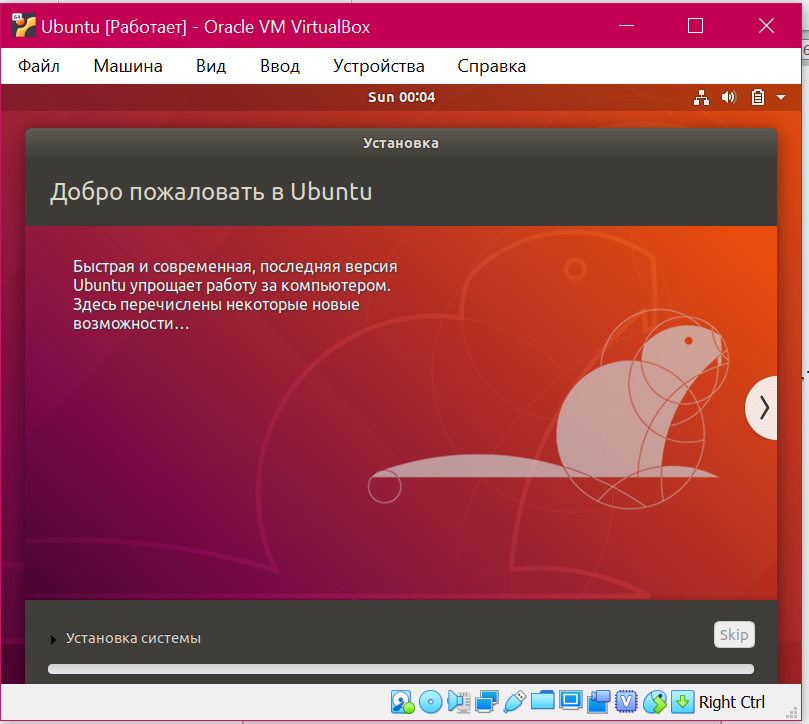 Ubuntu [Работает] - Oracle VM VirtualBox
Файл Машина Вид Ввод Устройства Справка
Sun 00:04
Установка
Добро пожаловать в Ubuntu
Быстрая и современная, последняя версия
Ubuntu упрощает работу за компьютером.
Здесь перечислены некоторые новые
возможности…
Установка системы
Skip
Right Ctrl